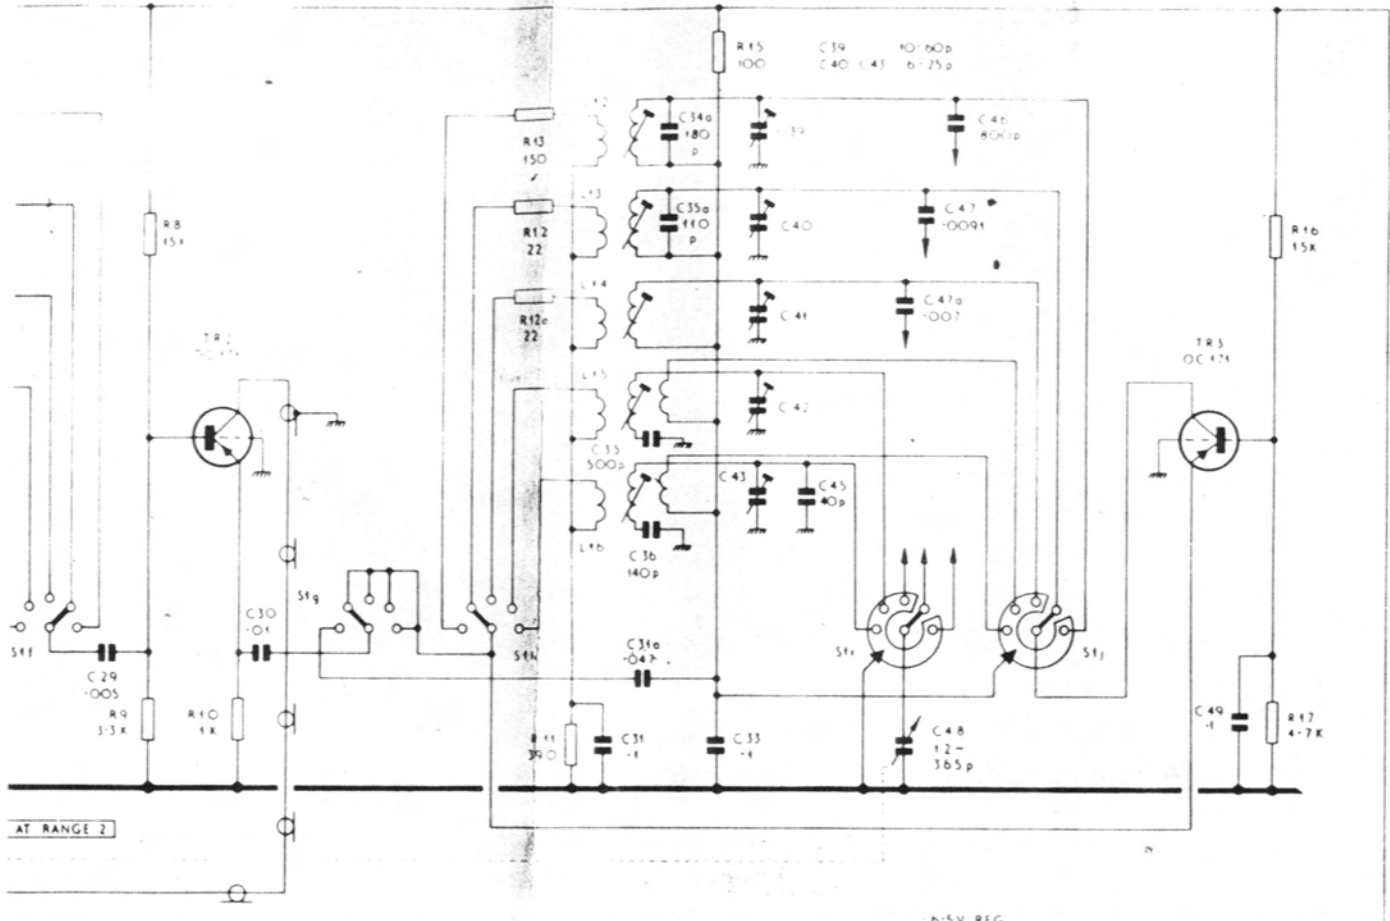 R15
100
C39 10-60p
C40-C43 6-25p
L12
C34a
180
p
C39
C46
800p
R13
150
L13
C35a
110
p
C40
C47
·0091
R8
15K
R12
22
R16
15K
L14
C41
C47a
·007
R12a
22
TR2
OC171
TR3
OC171
L15
C42
C35
500p
C43
C45
40p
L16
C36
140p
S1g
C30
·01
S1f
S1h
C31a
·047
S1j
C29
·005
R9
3·3K
R10
1K
R11
390
C31
·1
C33
·1
C48
12-
365p
C49
·1
R17
4·7K
AT RANGE 2
-6·5V REG